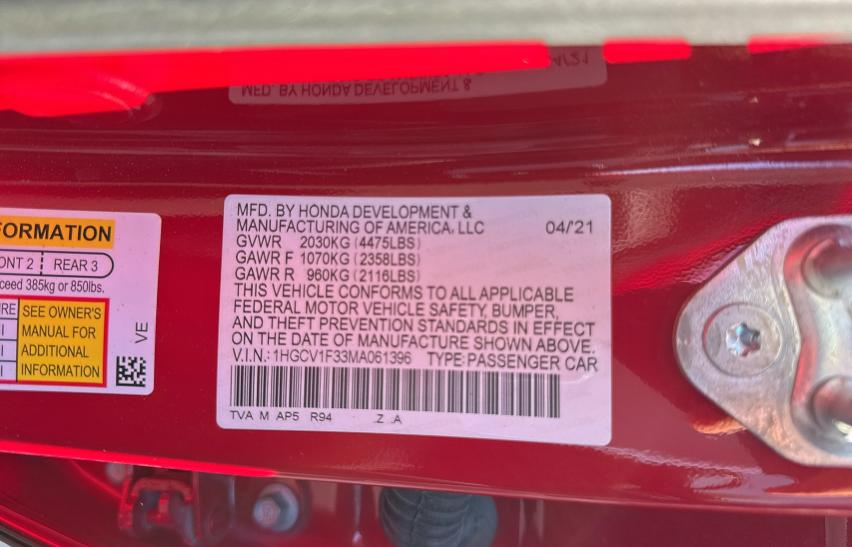 MFD. BY HONDA DEVELOPMENT &
A/'21
FORMATION
ONT 2 REAR 3
ceed 385kg or 850lbs.
SEE OWNER'S
MANUAL FOR
ADDITIONAL
INFORMATION
VE
MFD. BY HONDA DEVELOPMENT &
MANUFACTURING OF AMERICA, LLC 04/'21
GVWR 2030KG (4475LBS)
GAWR F 1070KG (2358LBS)
GAWR R 960KG (2116LBS)
THIS VEHICLE CONFORMS TO ALL APPLICABLE
FEDERAL MOTOR VEHICLE SAFETY, BUMPER,
AND THEFT PREVENTION STANDARDS IN EFFECT
ON THE DATE OF MANUFACTURE SHOWN ABOVE.
V.I.N.: 1HGCV1F33MA061396 TYPE:PASSENGER CAR
TVA M AP5 R94 Z A